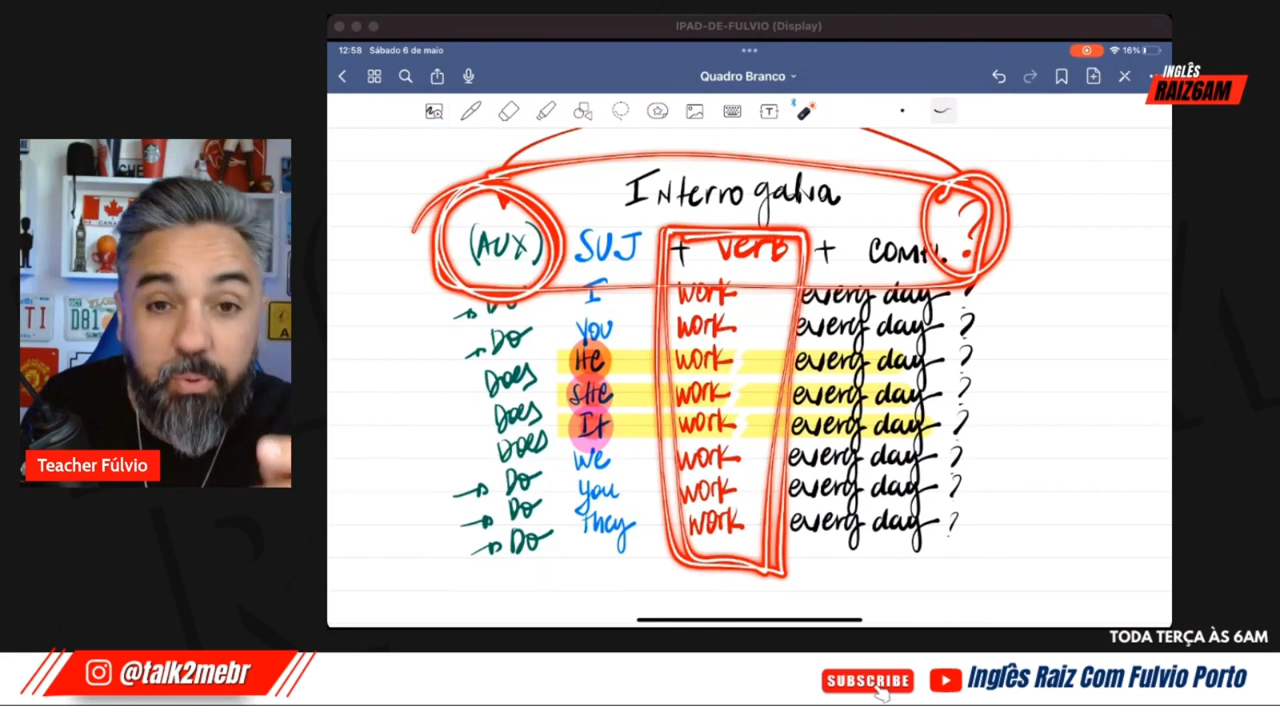 IPAD-DE-FULVIO (Display)
12:58 Sábado 6 de maio
16%
Quadro Branco
INGLÊS
RAIZ6AM
Interrogativa
(AUX) SUJ + verb + COMP. ?
Do I work every day ?
Do you work every day ?
Does He work every day ?
Does SHe work every day ?
Does It work every day ?
Do We work every day ?
Do you work every day ?
Do they work every day ?
Teacher Fúlvio
TODA TERÇA ÀS 6AM
@talk2mebr
SUBSCRIBE
Inglês Raiz Com Fulvio Porto